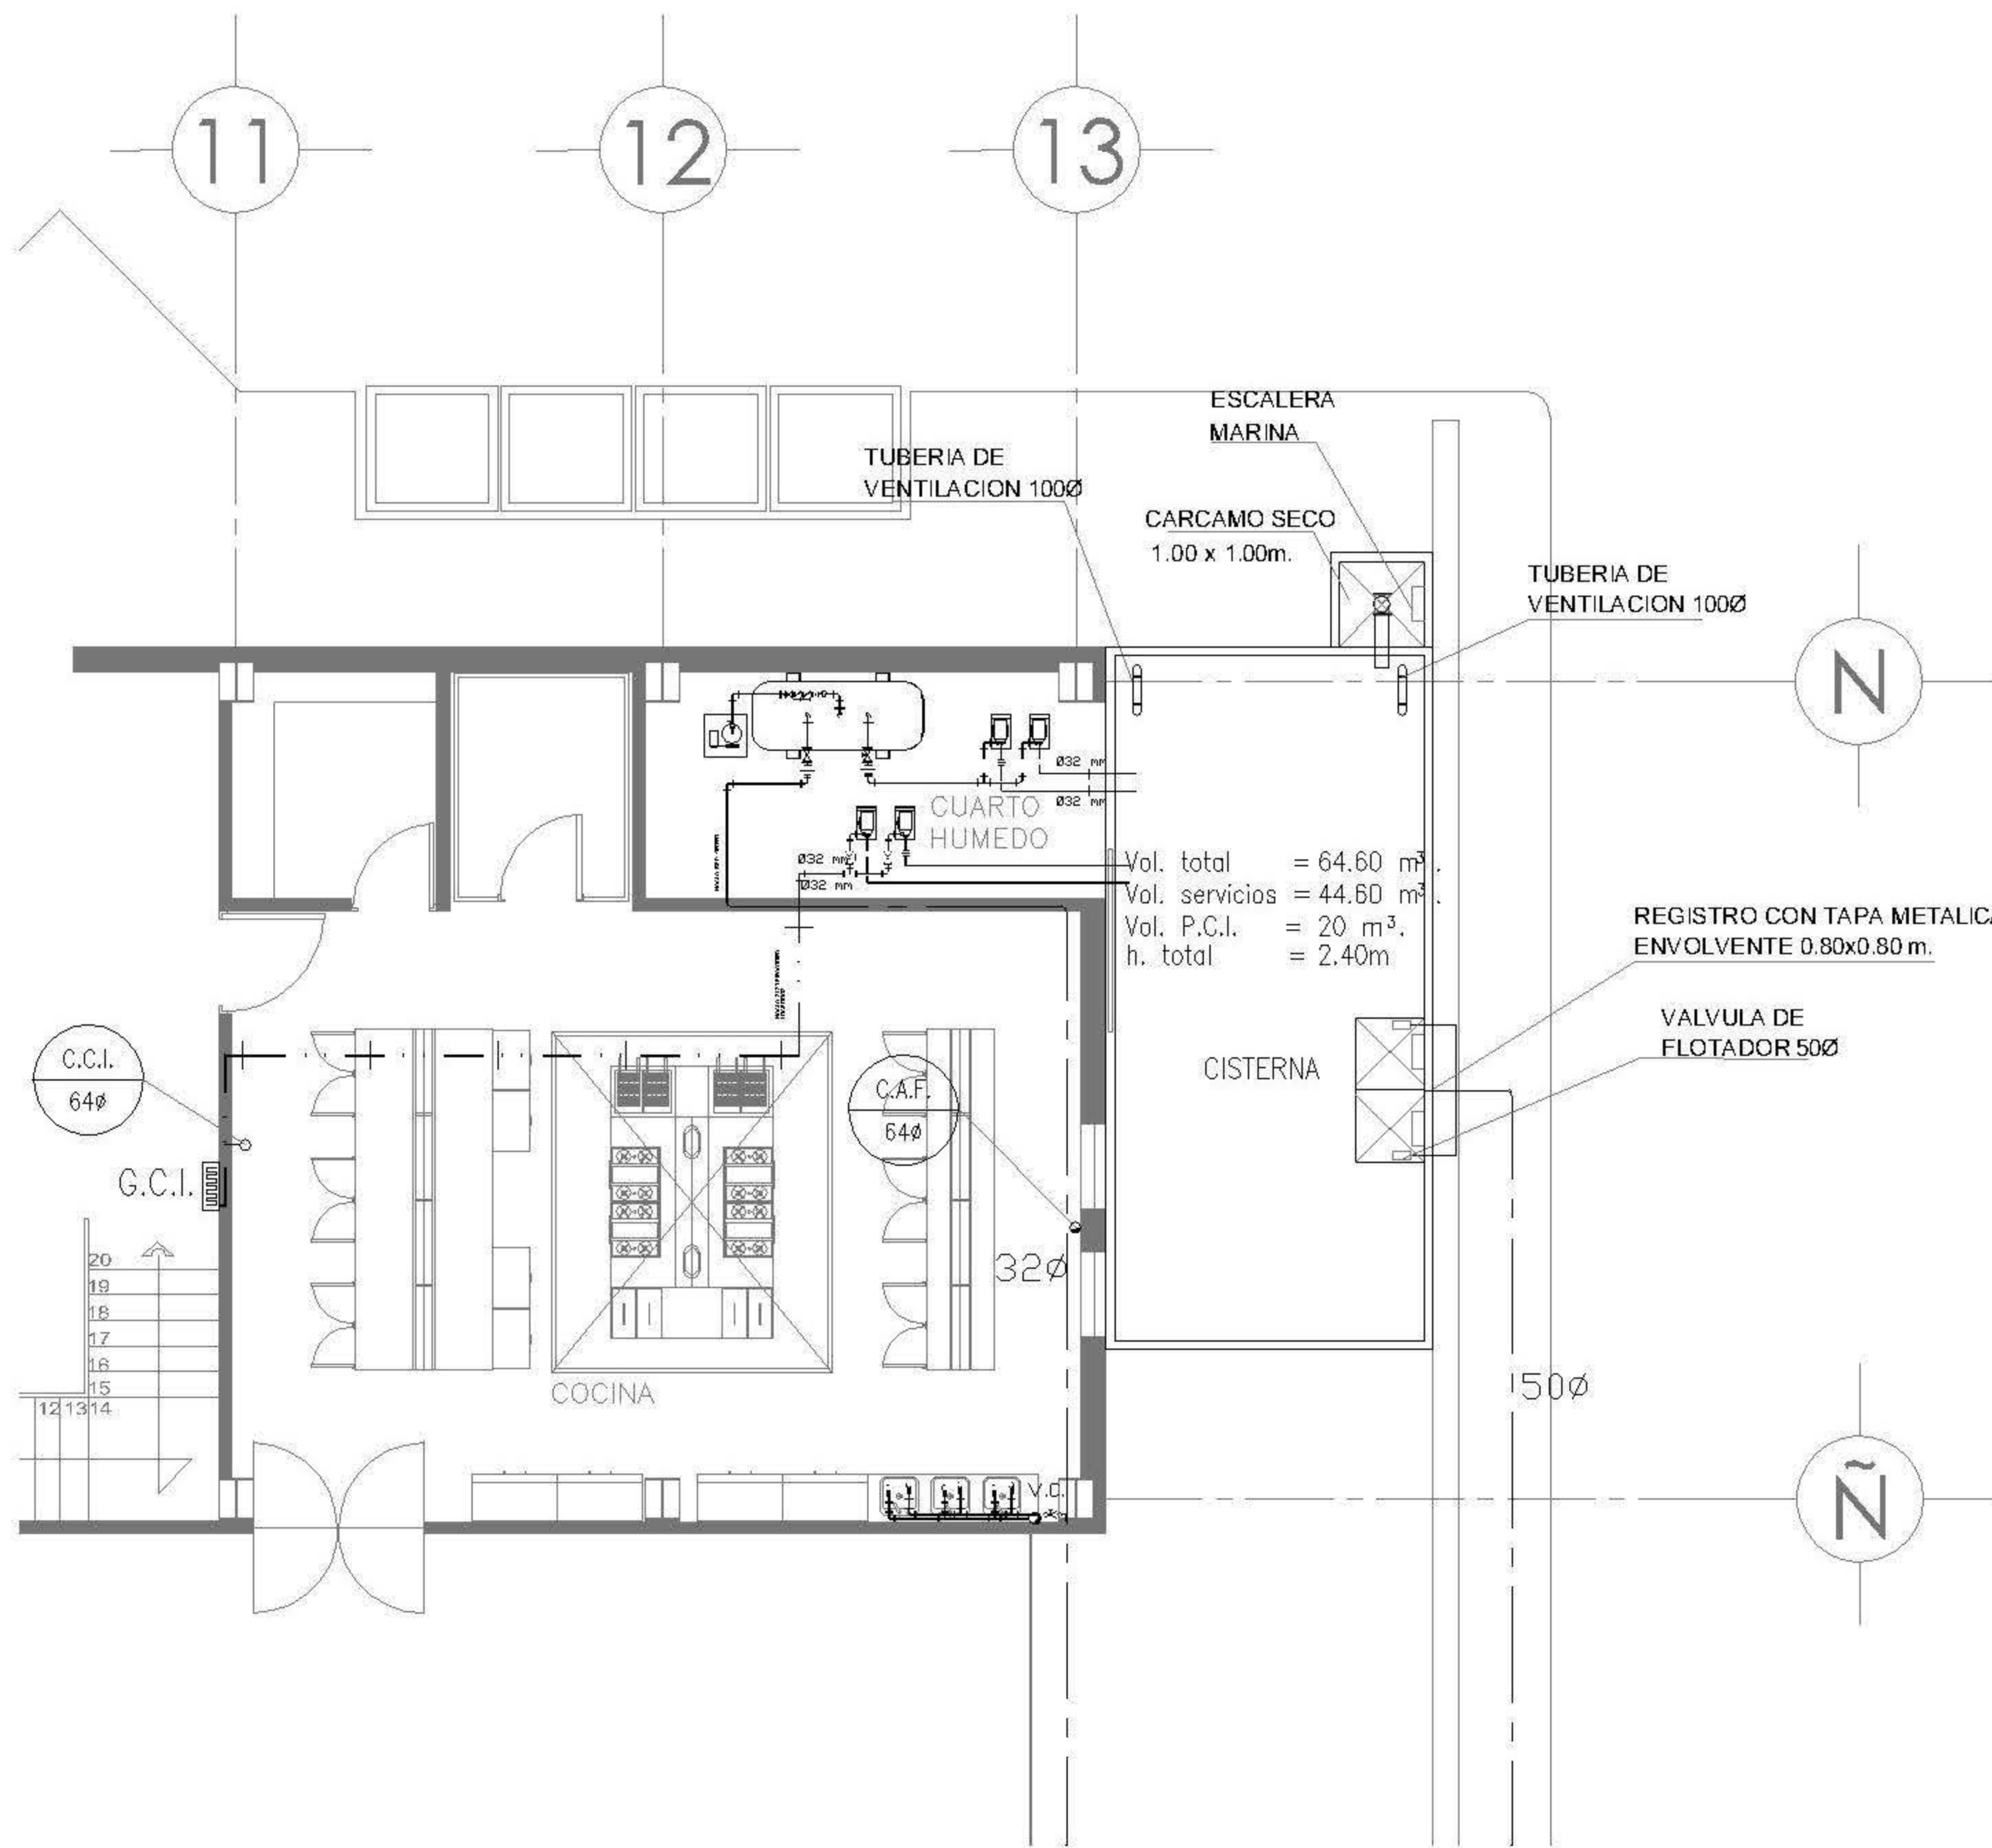 11
12
13
ESCALERA
MARINA
TUBERIA DE
VENTILACION 100Ø
CARCAMO SECO
1.00 x 1.00m.
TUBERIA DE
VENTILACION 100Ø
N
Ø32 mm
Ø32 mm
CUARTO
HUMEDO
Ø32 mm
Ø32 mm
Vol. total = 64.60 m³.
Vol. servicios = 44.60 m³.
Vol. P.C.I. = 20 m³.
h. total = 2.40m
REGISTRO CON TAPA METALICA
ENVOLVENTE 0.80x0.80 m.
VALVULA DE
FLOTADOR 50Ø
C.C.I.
64ø
C.A.F.
64ø
CISTERNA
G.C.I.
32ø
20
19
18
17
16
15
12 13 14
COCINA
50ø
V.C.
Ñ